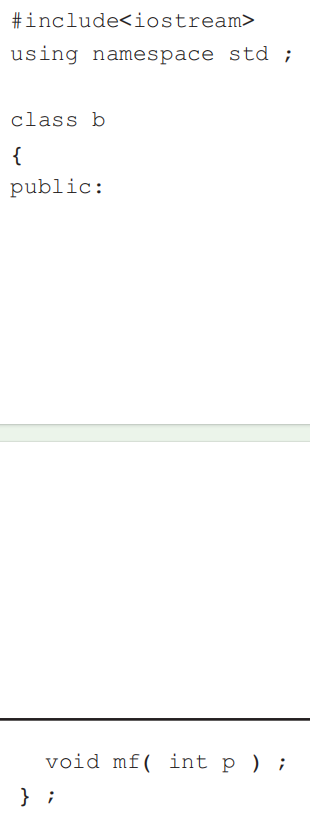 #include<iostream>
using namespace std ;
class b
{
public:
void mf( int p ) ;
} ;